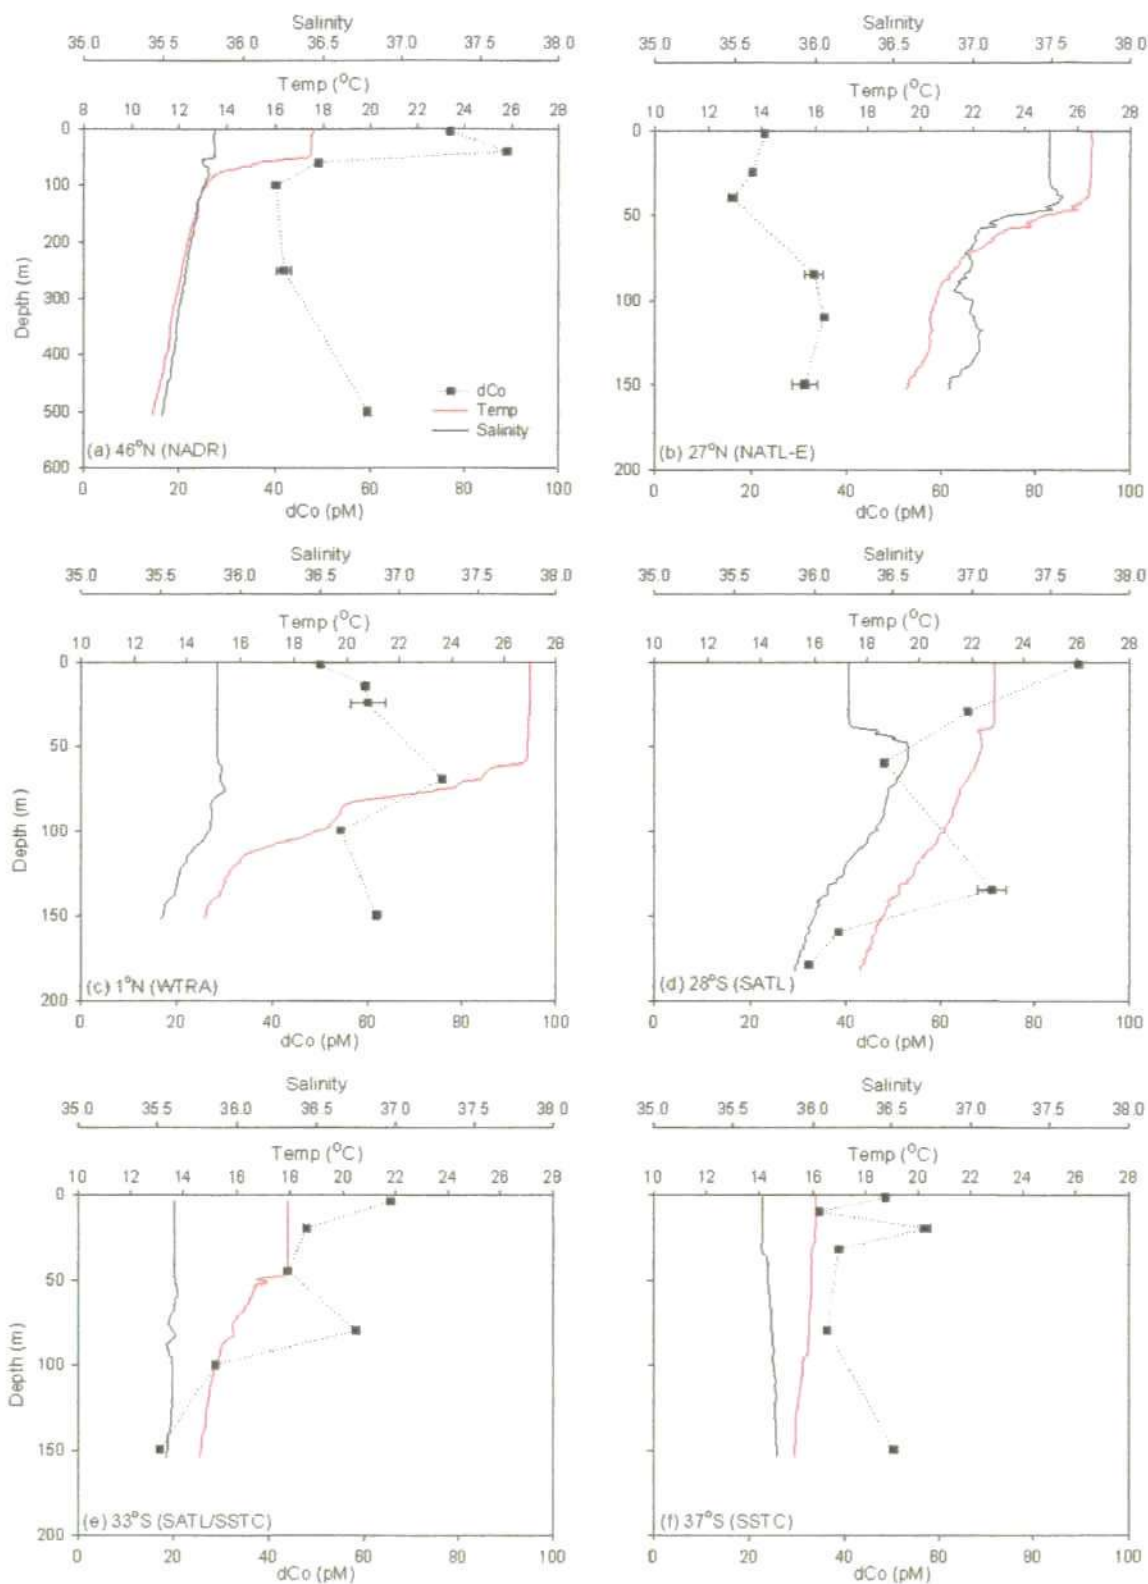 Salinity
35.0 35.5 36.0 36.5 37.0 37.5 38.0
Temp (°C)
8 10 12 14 16 18 20 22 24 26 28
0
100
200
300
400
500
600
Depth (m)
dCo
Temp
Salinity
(a) 46°N (NADR)
0 20 40 60 80 100
dCo (pM)
Salinity
35.0 35.5 36.0 36.5 37.0 37.5 38.0
Temp (°C)
10 12 14 16 18 20 22 24 26 28
0
50
100
150
200
(b) 27°N (NATL-E)
0 20 40 60 80 100
dCo (pM)
Salinity
35.0 35.5 36.0 36.5 37.0 37.5 38.0
Temp (°C)
10 12 14 16 18 20 22 24 26 28
0
50
100
150
200
Depth (m)
(c) 1°N (WTRA)
0 20 40 60 80 100
dCo (pM)
Salinity
35.0 35.5 36.0 36.5 37.0 37.5 38.0
Temp (°C)
10 12 14 16 18 20 22 24 26 28
0
50
100
150
200
(d) 28°S (SATL)
0 20 40 60 80 100
dCo (pM)
Salinity
35.0 35.5 36.0 36.5 37.0 37.5 38.0
Temp (°C)
10 12 14 16 18 20 22 24 26 28
0
50
100
150
200
Depth (m)
(e) 33°S (SATL/SSTC)
0 20 40 60 80 100
dCo (pM)
Salinity
35.0 35.5 36.0 36.5 37.0 37.5 38.0
Temp (°C)
10 12 14 16 18 20 22 24 26 28
0
50
100
150
200
(f) 37°S (SSTC)
0 20 40 60 80 100
dCo (pM)